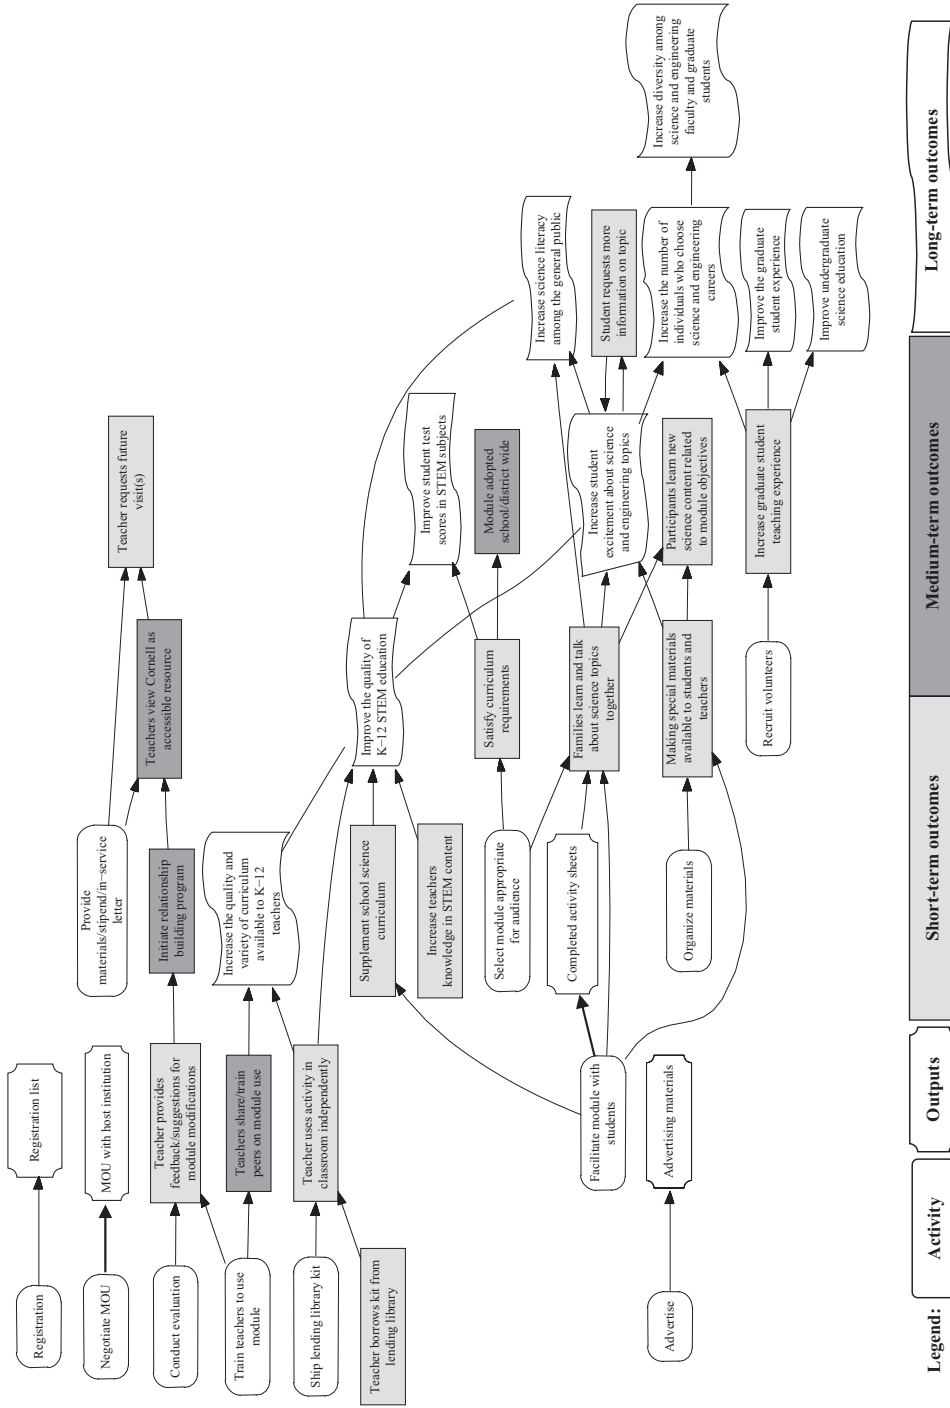 Registration
Registration list
Negotiate MOU
MOU with host institution
Provide
materials/stipend/in−service
letter
Teacher requests future
visit(s)
Teachers view Cornell as
accessible resource
Conduct evaluation
Teacher provides
feedback/suggestions for
module modifications
Initiate relationship
building program
Train teachers to use
module
Teachers share/train
peers on module use
Increase the quality and
variety of curriculum
available to K−12
teachers
Ship lending library kit
Teacher uses activity in
classroom independently
Teacher borrows kit from
lending library
Supplement school science
curriculum
Improve the quality of
K−12 STEM education
Increase teachers
knowledge in STEM content
Improve student test
scores in STEM subjects
Select module appropriate
for audience
Satisfy curriculum
requirements
Module adopted
school/district wide
Increase science literacy
among the general public
Facilitate module with
students
Completed activity sheets
Families learn and talk
about science topics
together
Increase student
excitement about science
and engineering topics
Student requests more
information on topic
Advertise
Advertising materials
Organize materials
Making special materials
available to students and
teachers
Participants learn new
science content related
to module objectives
Increase the number of
individuals who choose
science and engineering
careers
Increase diversity among
science and engineering
faculty and graduate
students
Recruit volunteers
Increase graduate student
teaching experience
Improve the graduate
student experience
Improve undergraduate
science education
Legend:
Activity
Outputs
Short-term outcomes
Medium-term outcomes
Long-term outcomes